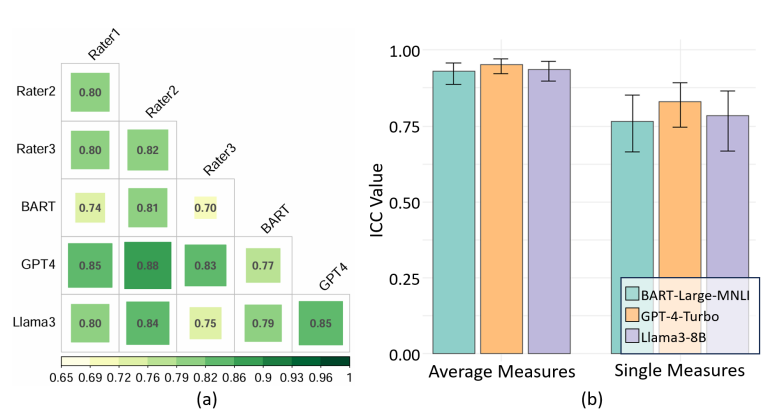 Rater1
Rater2 0.80 Rater2
Rater3 0.80 0.82 Rater3
BART 0.74 0.81 0.70 BART
GPT4 0.85 0.88 0.83 0.77 GPT4
Llama3 0.80 0.84 0.75 0.79 0.85
0.65 0.69 0.72 0.76 0.79 0.82 0.86 0.9 0.93 0.96 1
(a)
ICC Value
1.00
0.75
0.50
0.25
0.00
BART-Large-MNLI
GPT-4-Turbo
Llama3-8B
Average Measures Single Measures
(b)